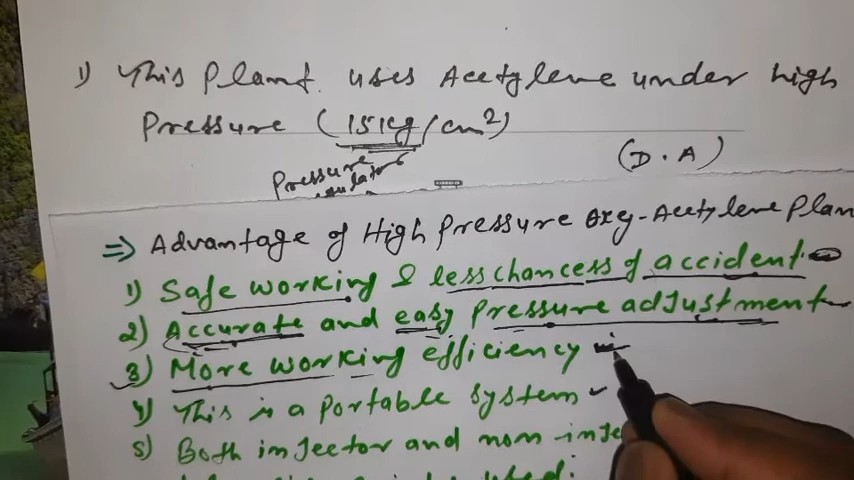 1) This Plant. uses Acetylene under high
Pressure (15kg/cm²)
Pressure
(D.A)
⇒ Advantage of High Pressure Oxy-Acetylene Plan
1) Safe working & less chancess of accident
2) Accurate and easy Pressure adjustment
3) More working efficiency
4) This is a Portable system
5) Both injector and non-inje
used.